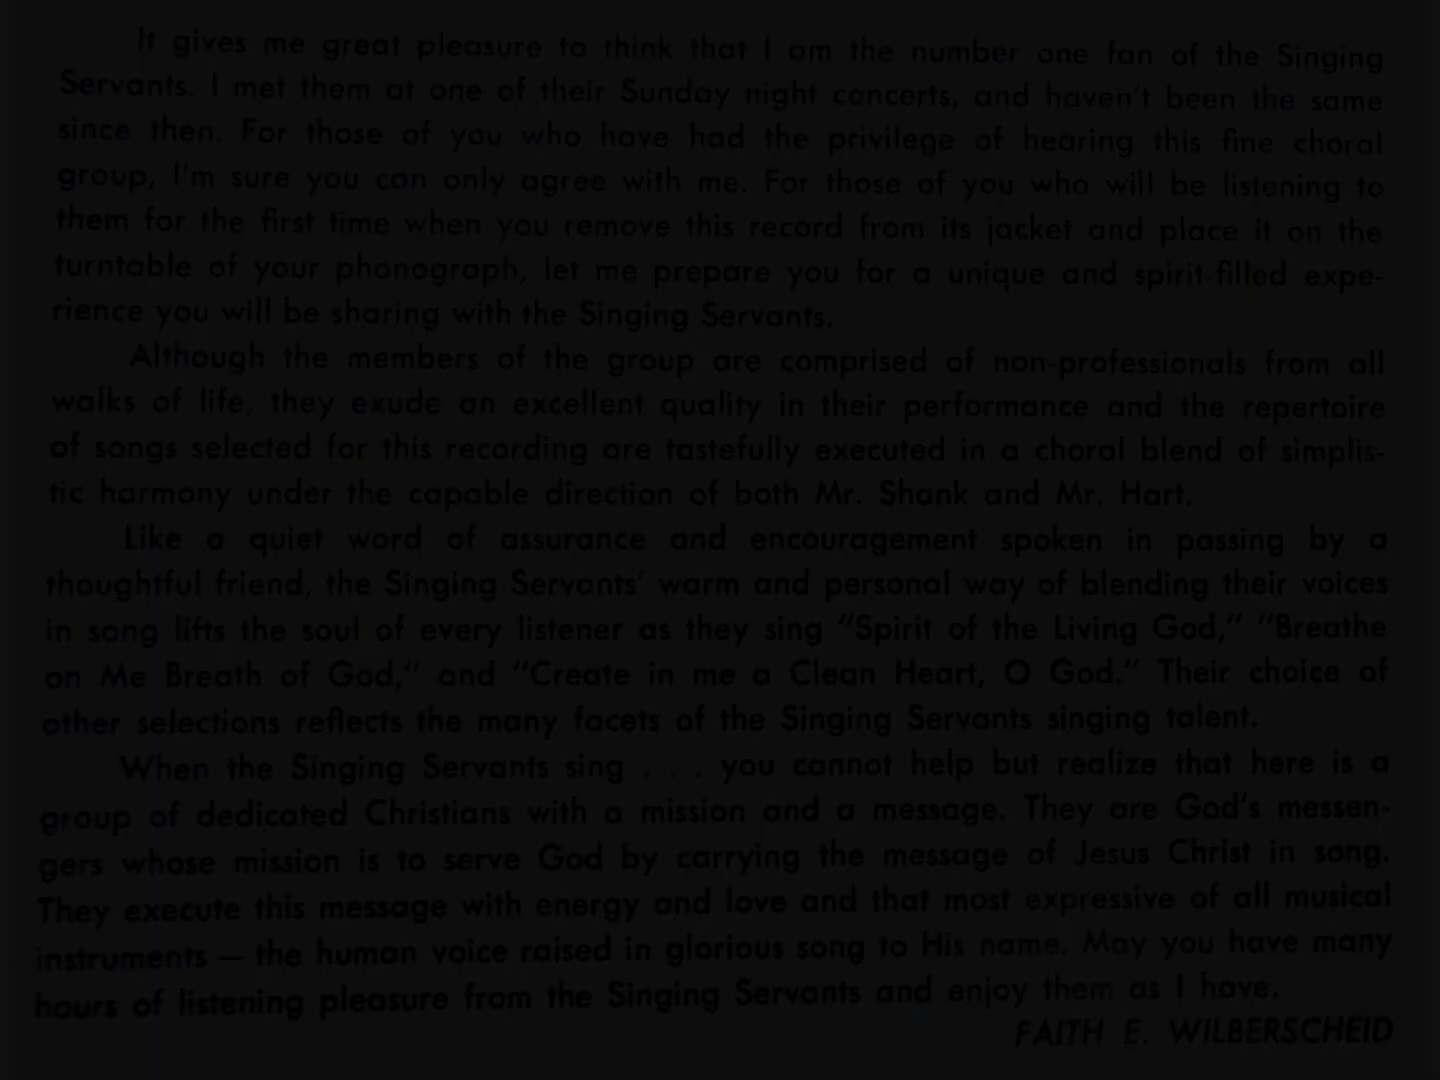 It gives me great pleasure to think that I am the number one fan of the Singing
Servants. I met them at one of their Sunday night concerts, and haven't been the same
since then. For those of you who have had the privilege of hearing this fine choral
group, I'm sure you can only agree with me. For those of you who will be listening to
them for the first time when you remove this record from its jacket and place it on the
turntable of your phonograph, let me prepare you for a unique and spirit-filled expe-
rience you will be sharing with the Singing Servants.
Although the members of the group are comprised of non-professionals from all
walks of life, they exude an excellent quality in their performance and the repertoire
of songs selected for this recording are tastefully executed in a choral blend of simplis-
tic harmony under the capable direction of both Mr. Shank and Mr. Hart.
Like a quiet word of assurance and encouragement spoken in passing by a
thoughtful friend, the Singing Servants' warm and personal way of blending their voices
in song lifts the soul of every listener as they sing "Spirit of the Living God," "Breathe
on Me Breath of God," and "Create in me a Clean Heart, O God." Their choice of
other selections reflects the many facets of the Singing Servants singing talent.
When the Singing Servants sing . . . you cannot help but realize that here is a
group of dedicated Christians with a mission and a message. They are God's messen-
gers whose mission is to serve God by carrying the message of Jesus Christ in song.
They execute this message with energy and love and that most expressive of all musical
instruments — the human voice raised in glorious song to His name. May you have many
hours of listening pleasure from the Singing Servants and enjoy them as I have.
FAITH E. WILBERSCHEID